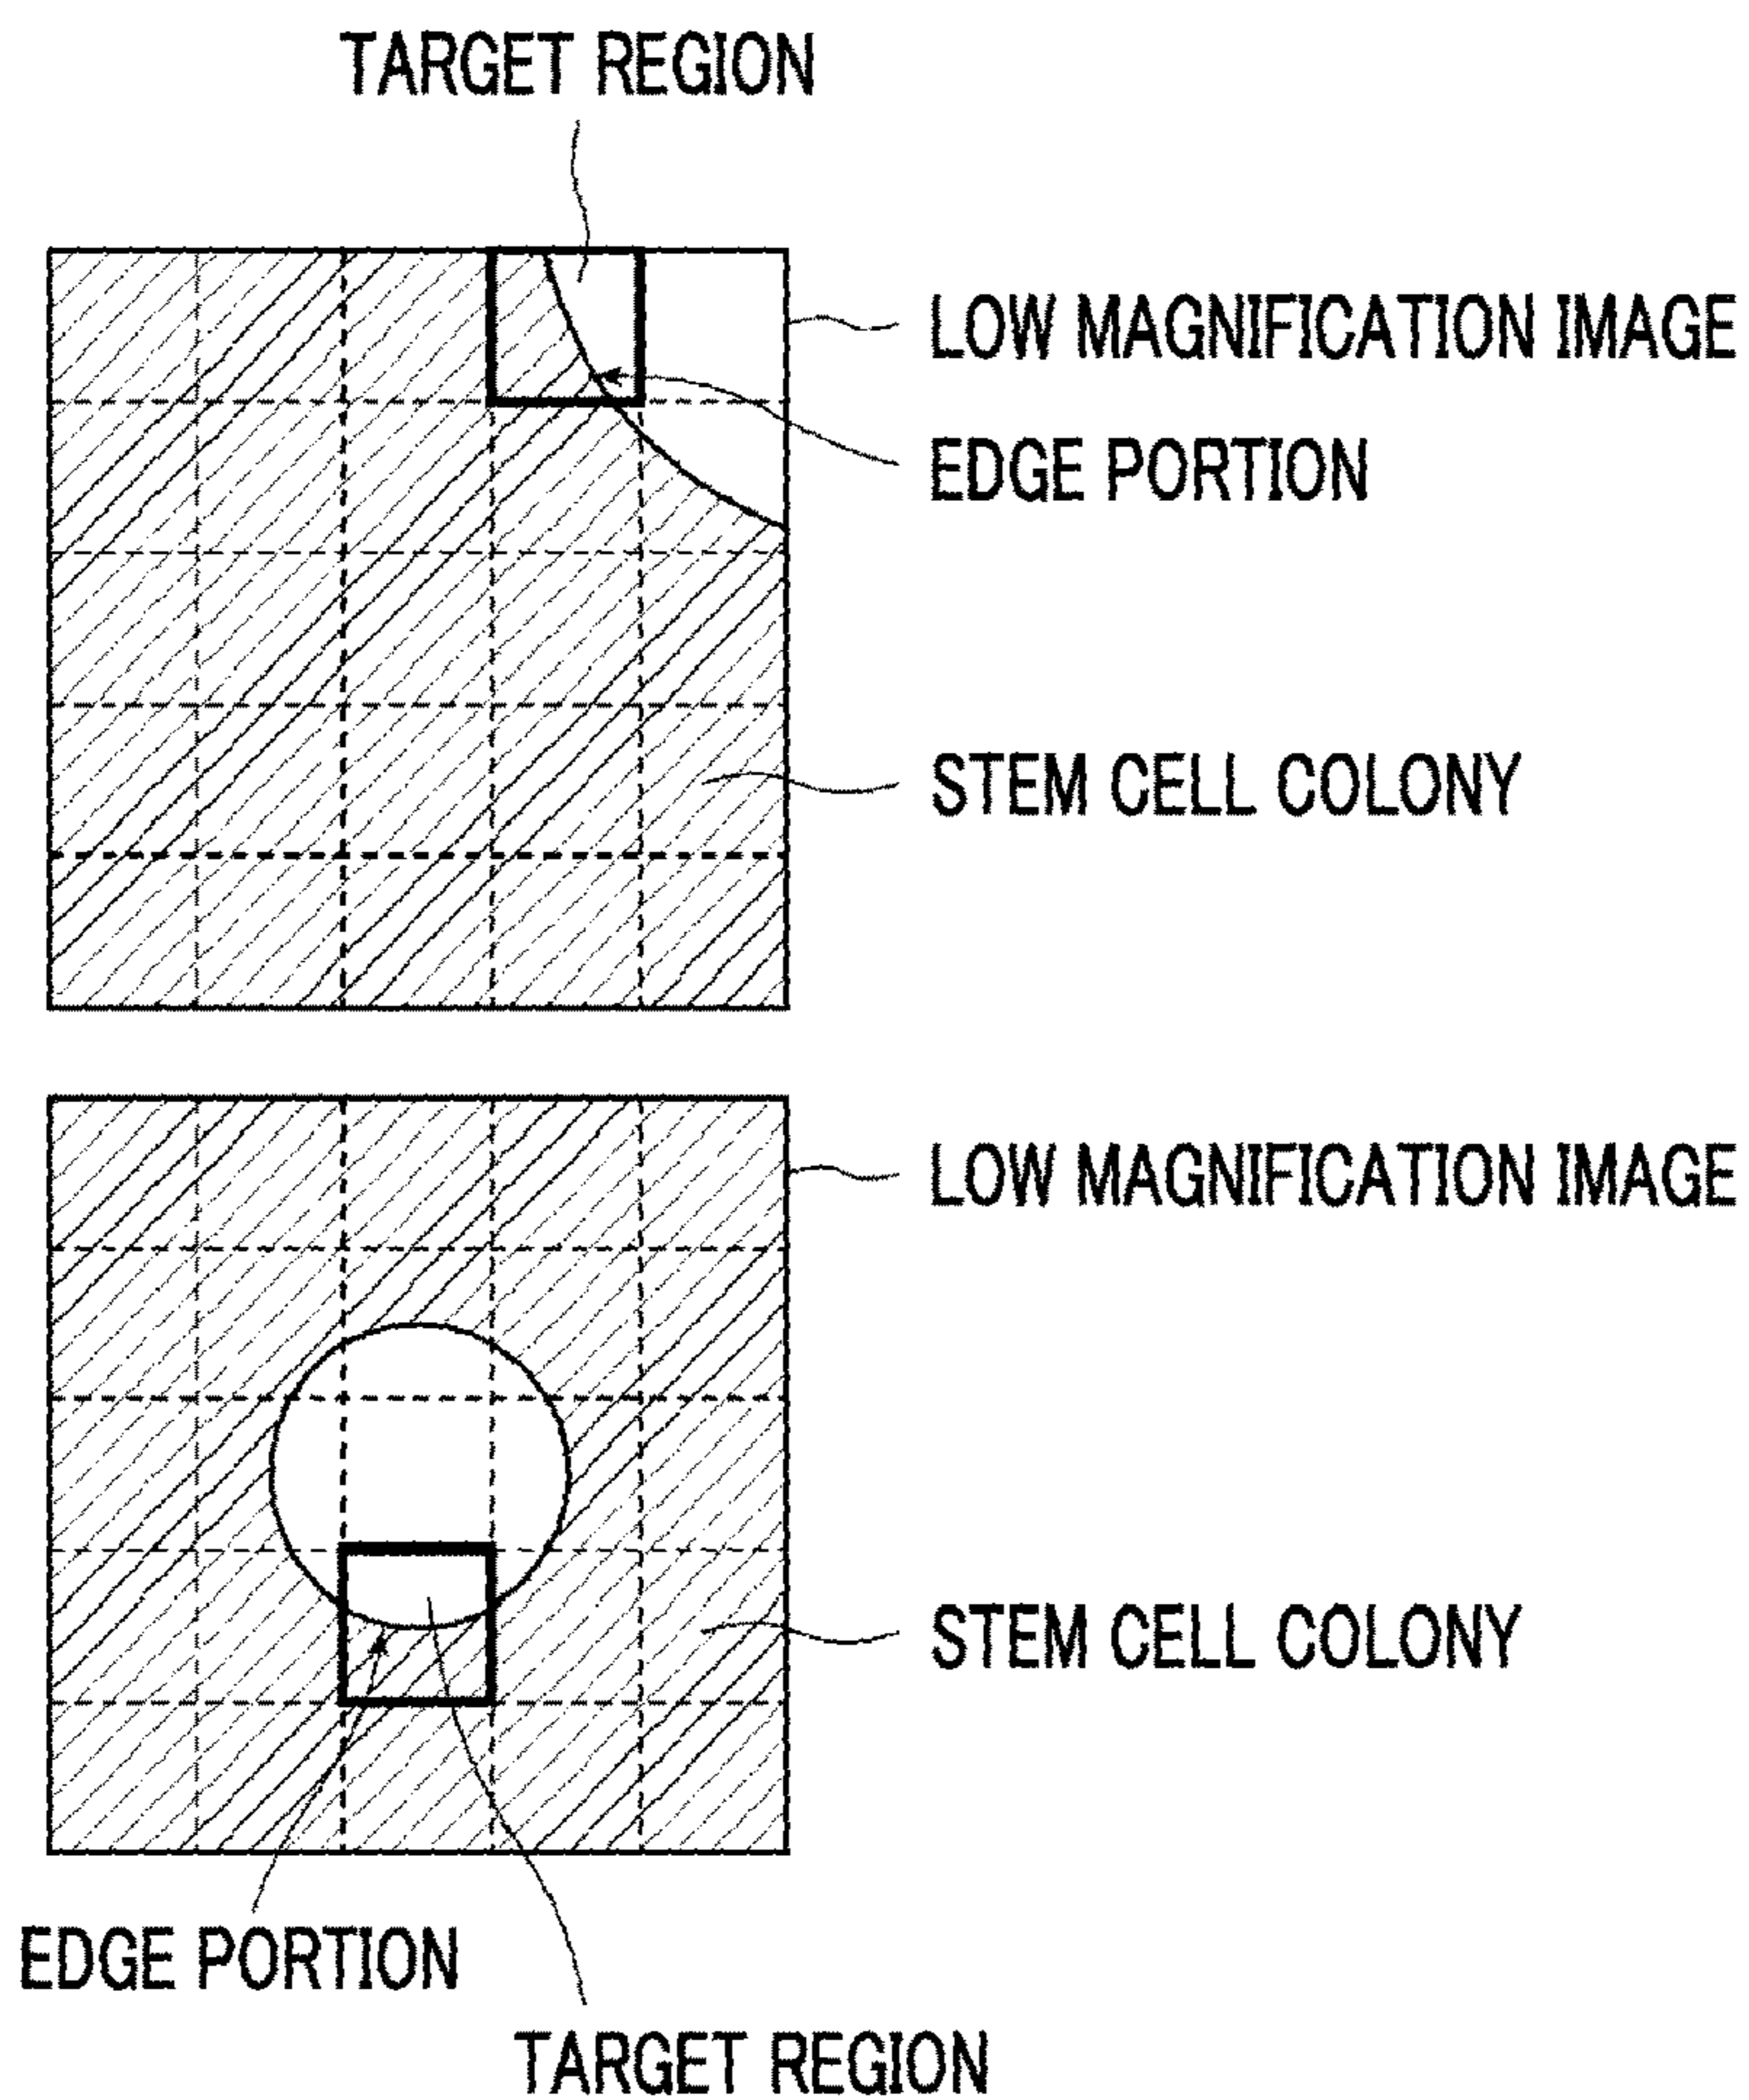 TARGET REGION
LOW MAGNIFICATION IMAGE
EDGE PORTION
STEM CELL COLONY
LOW MAGNIFICATION IMAGE
STEM CELL COLONY
EDGE PORTION
TARGET REGION